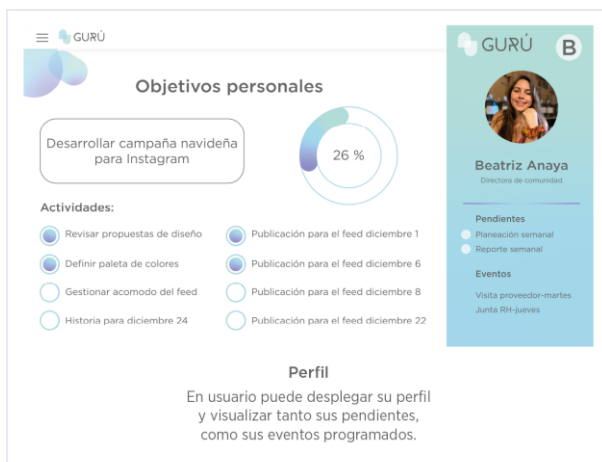 GURÚ
Objetivos personales
Desarrollar campaña navideña
para Instagram
26 %
Actividades:
Revisar propuestas de diseño
Definir paleta de colores
Gestionar acomodo del feed
Historia para diciembre 24
Publicación para el feed diciembre 1
Publicación para el feed diciembre 6
Publicación para el feed diciembre 8
Publicación para el feed diciembre 22
GURÚ
B
Beatriz Anaya
Directora de comunidad
Pendientes
Planeación semanal
Reporte semanal
Eventos
Visita proveedor-martes
Junta RH-jueves
Perfil
En usuario puede desplegar su perfil
y visualizar tanto sus pendientes,
como sus eventos programados.